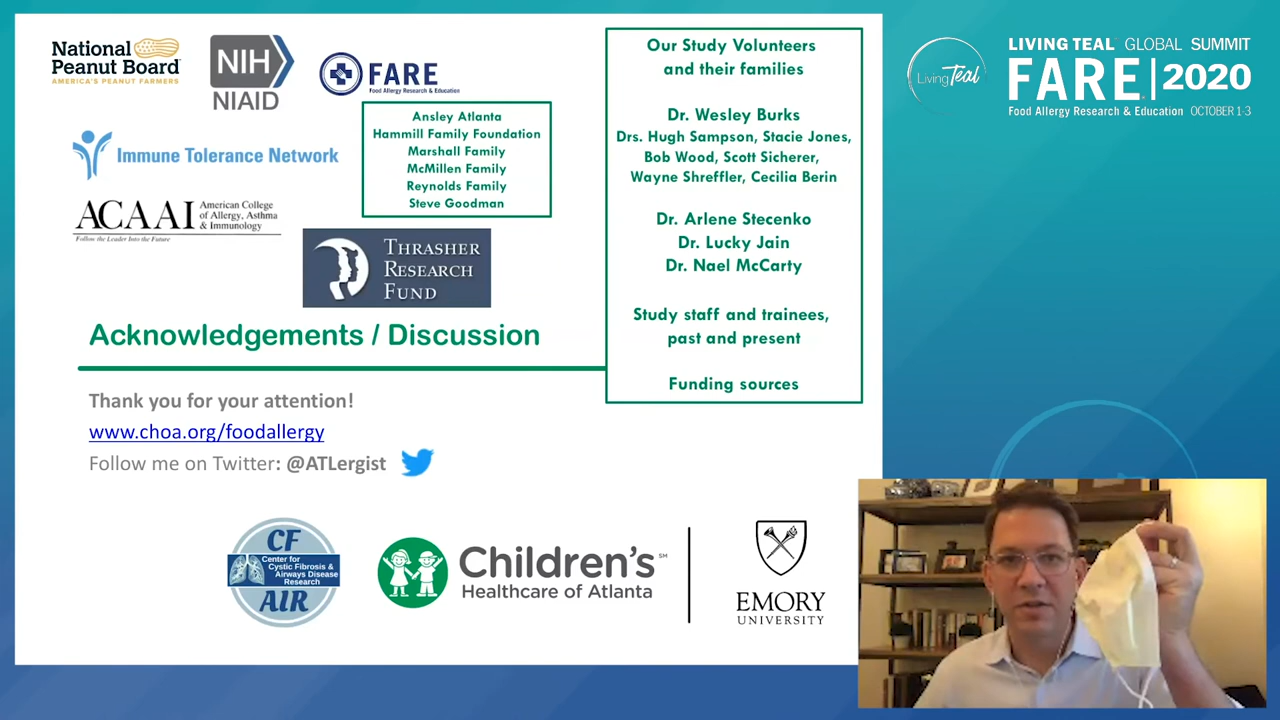 National
Peanut Board
AMERICA'S PEANUT FARMERS
NIH
NIAID
FARE
Food Allergy Research & Education
Immune Tolerance Network
ACAAI
American College
of Allergy, Asthma
& Immunology
Follow the Leader Into the Future
Ansley Atlanta
Hammill Family Foundation
Marshall Family
McMillen Family
Reynolds Family
Steve Goodman
THRASHER
RESEARCH
FUND
Our Study Volunteers
and their families
Dr. Wesley Burks
Drs. Hugh Sampson, Stacie Jones,
Bob Wood, Scott Sicherer,
Wayne Shreffler, Cecilia Berin
Dr. Arlene Stecenko
Dr. Lucky Jain
Dr. Nael McCarty
Study staff and trainees,
past and present
Funding sources
Acknowledgements / Discussion
Thank you for your attention!
www.choa.org/foodallergy
Follow me on Twitter: @ATLergist
CF
Center for
Cystic Fibrosis &
Airways Disease
Research
AIR
Children's℠
Healthcare of Atlanta
EMORY
UNIVERSITY
Living Teal
LIVING TEAL™ GLOBAL SUMMIT
FARE® | 2020
Food Allergy Research & Education OCTOBER 1-3